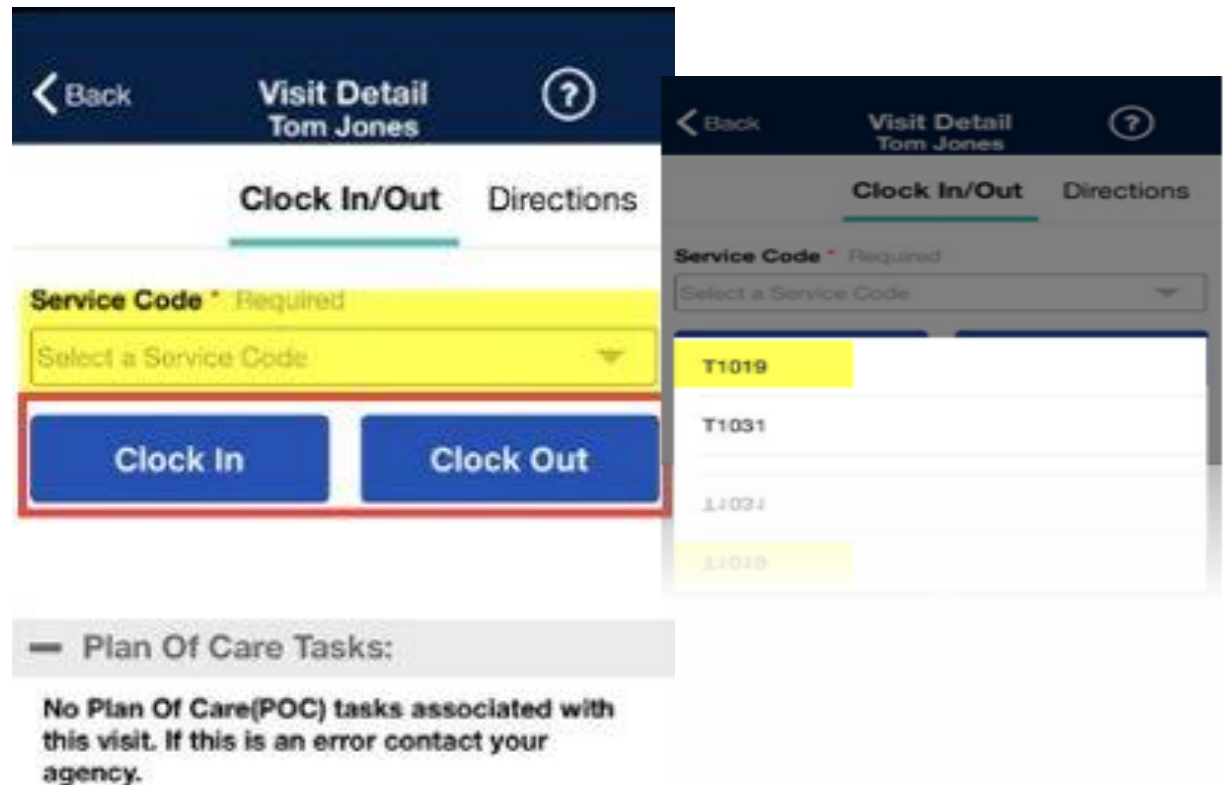 Back
Visit Detail
Tom Jones
?
Clock In/Out
Directions
Service Code * Required
Select a Service Code
Clock In
Clock Out
Plan Of Care Tasks:
No Plan Of Care(POC) tasks associated with
this visit. If this is an error contact your
agency.
Back
Visit Detail
Tom Jones
?
Clock In/Out
Directions
Service Code * Required
Select a Service Code
T1019
T1031
T1031
T1019